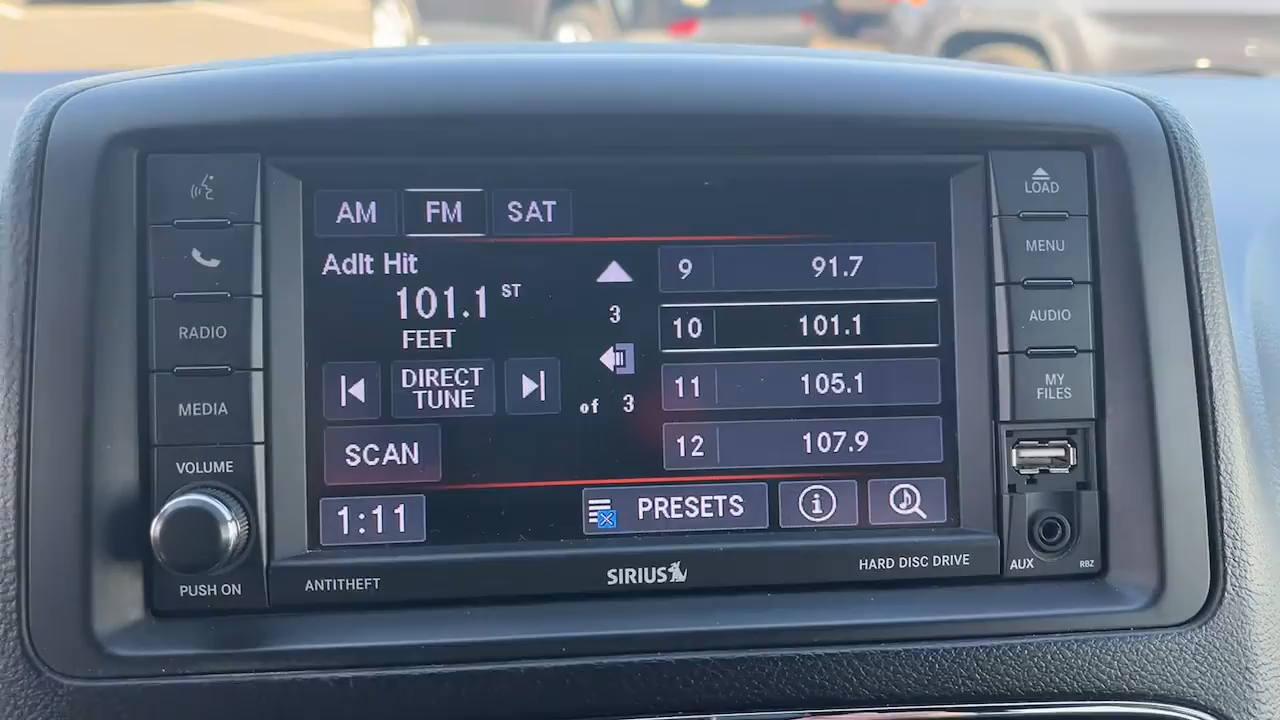 LOAD
AM FM SAT
MENU
Adlt Hit
9 91.7
101.1 ST
3
10 101.1
AUDIO
RADIO
FEET
DIRECT
TUNE
11 105.1
MY
FILES
MEDIA
of 3
SCAN
12 107.9
VOLUME
1:11
PRESETS
i
PUSH ON
ANTITHEFT
SIRIUS
HARD DISC DRIVE
AUX
RBZ